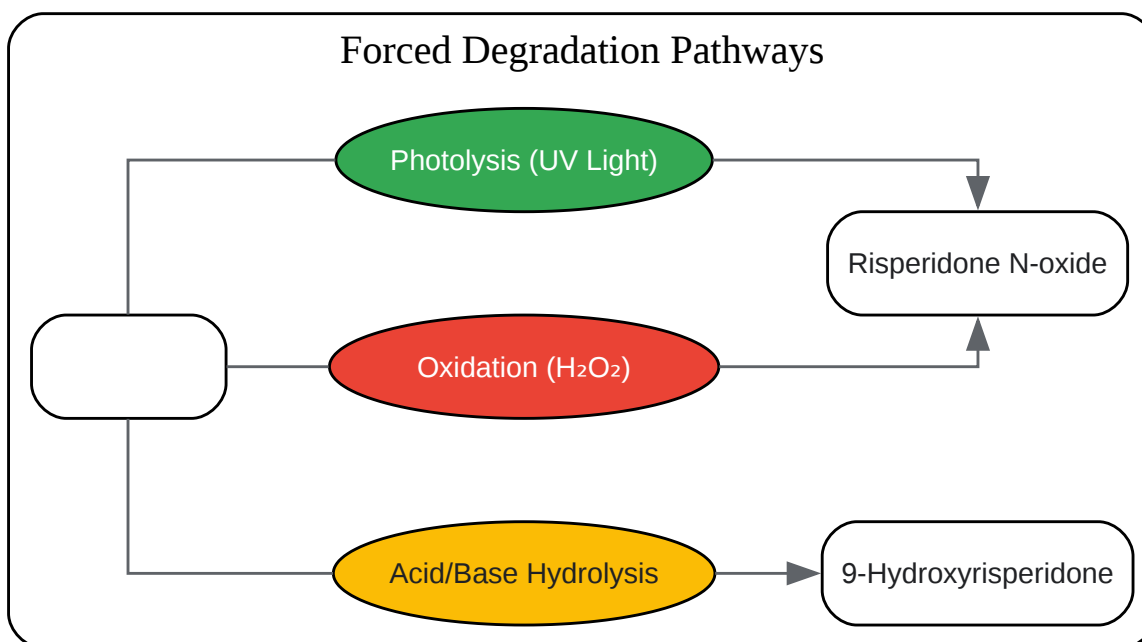 Forced Degradation Pathways
Photolysis (UV Light)
Risperidone N-oxide
Oxidation (H₂O₂)
Acid/Base Hydrolysis
9-Hydroxyrisperidone